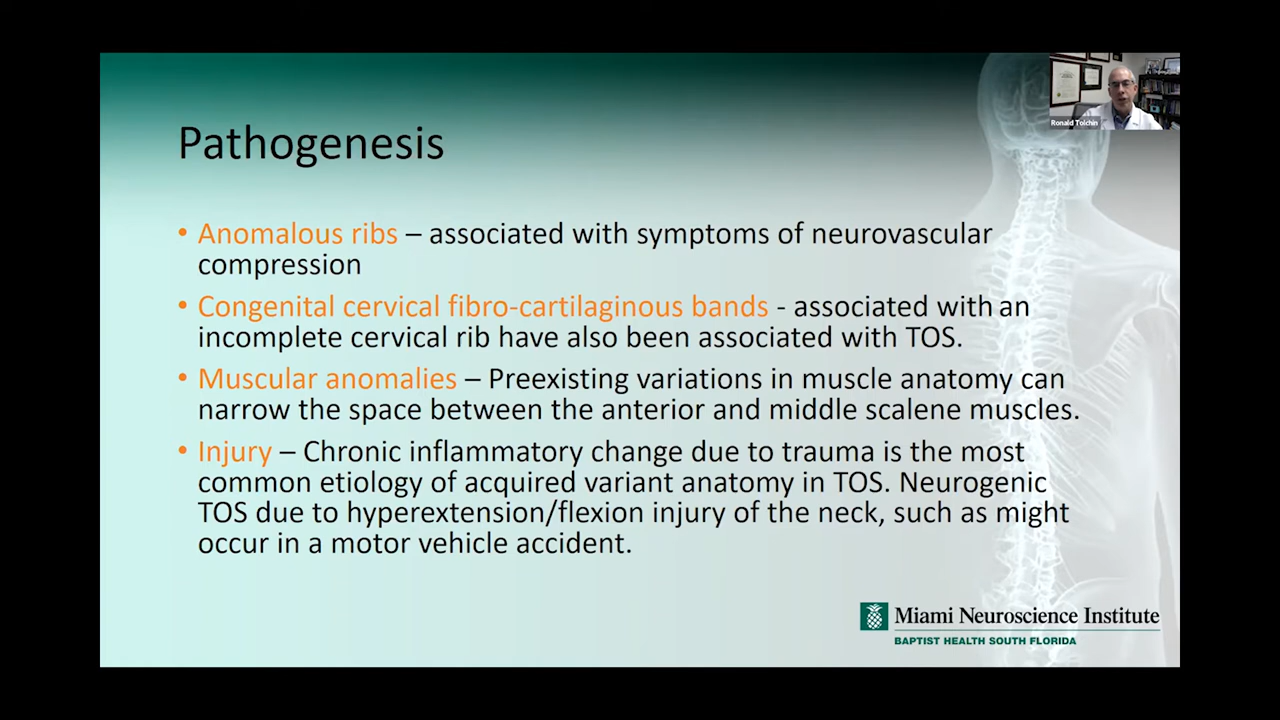 Ronald Tolchin
Pathogenesis
• Anomalous ribs – associated with symptoms of neurovascular
compression
• Congenital cervical fibro-cartilaginous bands - associated with an
incomplete cervical rib have also been associated with TOS.
• Muscular anomalies – Preexisting variations in muscle anatomy can
narrow the space between the anterior and middle scalene muscles.
• Injury – Chronic inflammatory change due to trauma is the most
common etiology of acquired variant anatomy in TOS. Neurogenic
TOS due to hyperextension/flexion injury of the neck, such as might
occur in a motor vehicle accident.
Miami Neuroscience Institute
BAPTIST HEALTH SOUTH FLORIDA